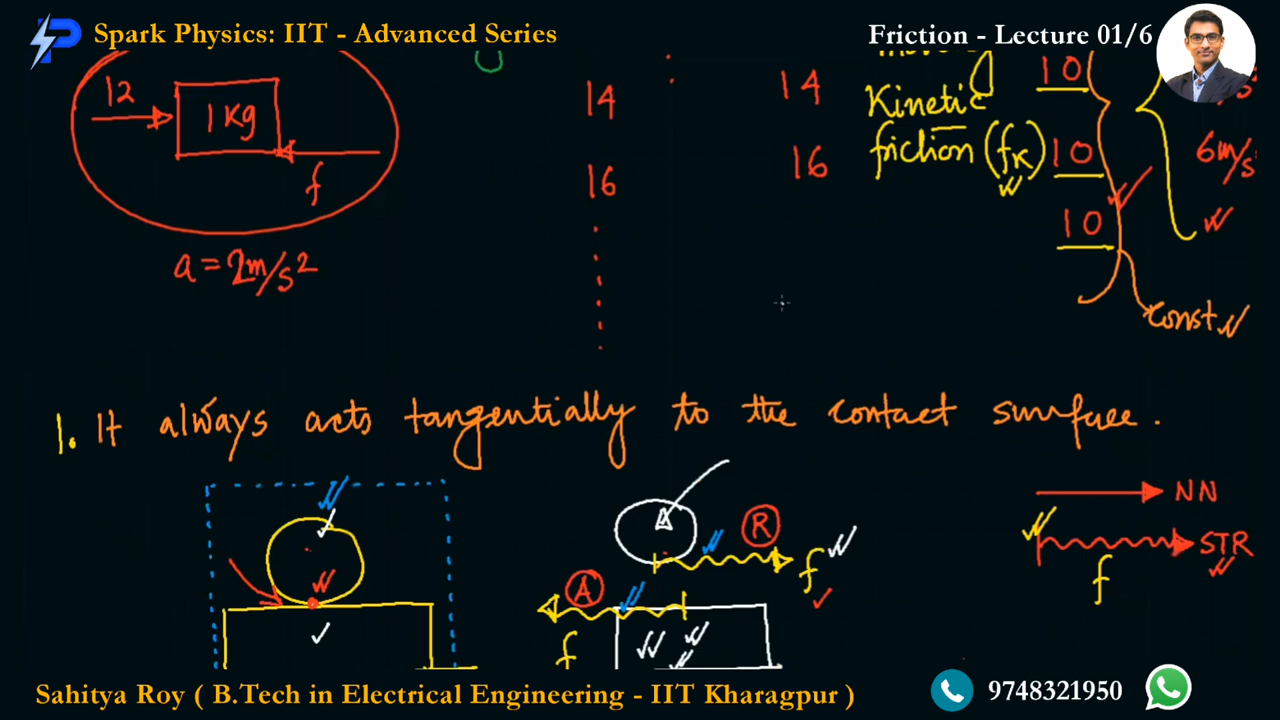 Spark Physics: IIT - Advanced Series
Friction - Lecture 01/6
12
1 Kg
f
a = 2m/s²
14
14
16
16
Kinetic
friction (fK)
10
10
10
6m/s
const.
1. It always acts tangentially to the contact surface.
R
f
A
f
NN
STR
f
Sahitya Roy ( B.Tech in Electrical Engineering - IIT Kharagpur )
9748321950